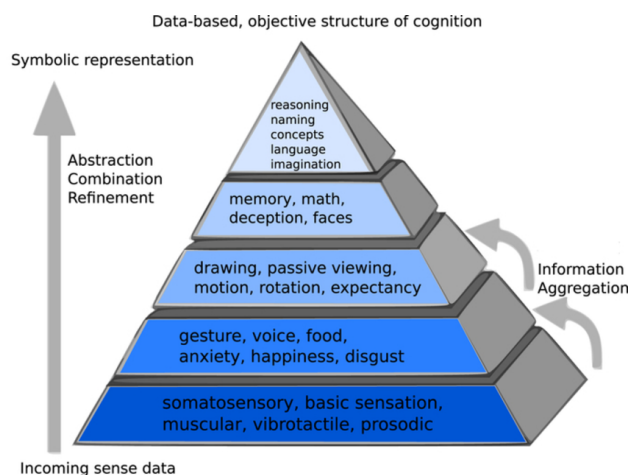 Data-based, objective structure of cognition
Symbolic representation
Abstraction
Combination
Refinement
reasoning
naming
concepts
language
imagination
memory, math,
deception, faces
drawing, passive viewing,
motion, rotation, expectancy
Information
Aggregation
gesture, voice, food,
anxiety, happiness, disgust
somatosensory, basic sensation,
muscular, vibrotactile, prosodic
Incoming sense data